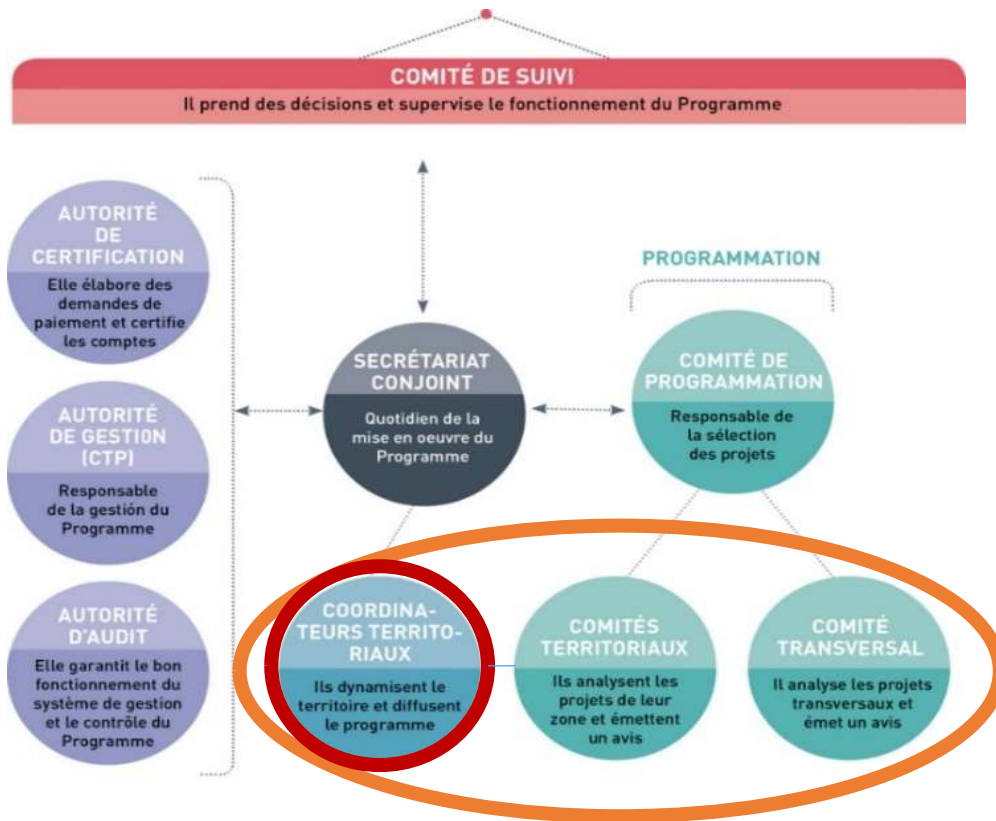 COMITÉ DE SUIVI
Il prend des décisions et supervise le fonctionnement du Programme
AUTORITÉ
DE
CERTIFICATION
Elle élabore des
demandes de
paiement et certifie
les comptes
PROGRAMMATION
SECRÉTARIAT
CONJOINT
Quotidien de la
mise en oeuvre du
Programme
COMITÉ DE
PROGRAMMATION
Responsable de
la sélection
des projets
AUTORITÉ
DE GESTION
(CTP)
Responsable
de la gestión du
Programme
AUTORITÉ
D'AUDIT
Elle garantit le bon
fonctionnement du
système de gestion
et le contrôle du
Programme
COORDINA-
TEURS TERRITO-
RIAUX
Ils dynamisent le
territoire et diffusent
le programme
COMITÉS
TERRITORIAUX
Ils analysent les
projets de leur
zone et émettent
un avis
COMITÉ
TRANSVERSAL
Il analyse les projets
transversaux et
émet un avis